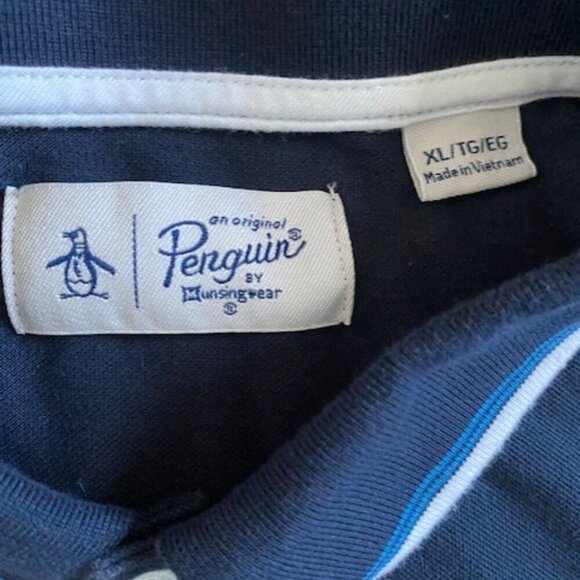 an original
Penguin®
BY
Munsingwear
®
XL/TG/EG
Made in Vietnam